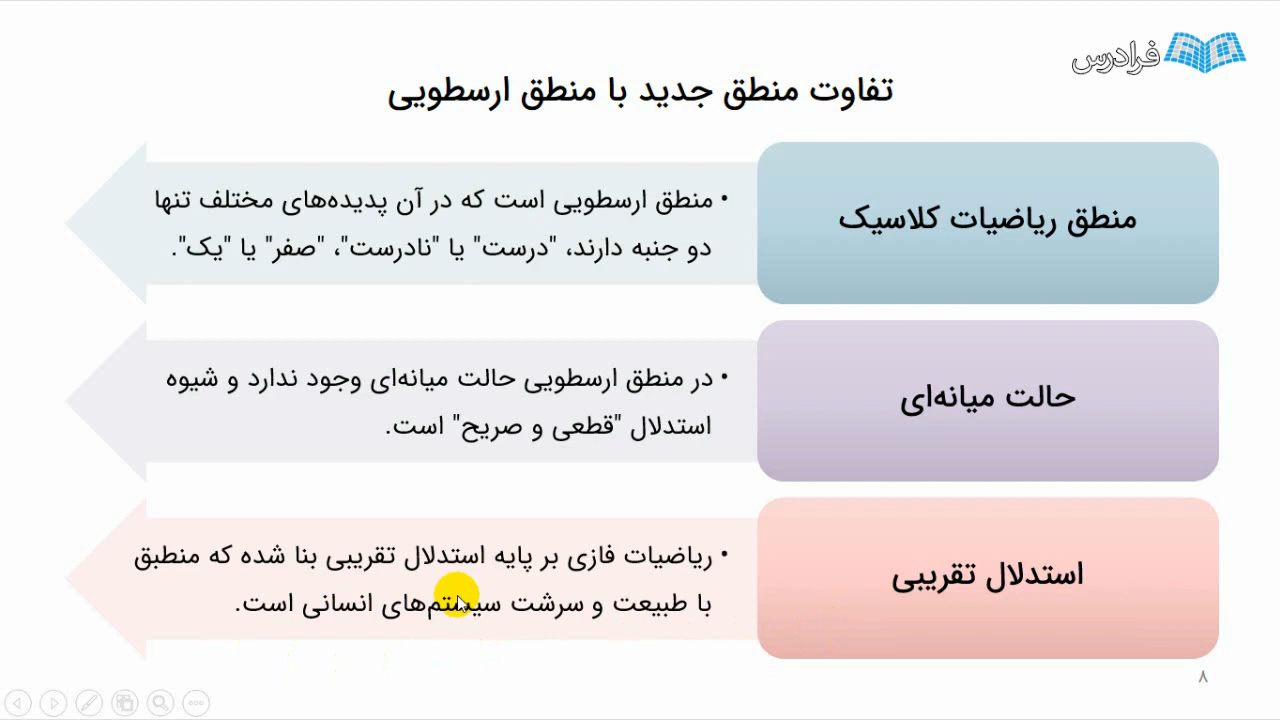 فرادرس
تفاوت منطق جدید با منطق ارسطویی
منطق ریاضیات کلاسیک
• منطق ارسطویی است که در آن پدیده‌های مختلف تنها
دو جنبه دارند، "درست" یا "نادرست"، "صفر" یا "یک".
حالت میانه‌ای
• در منطق ارسطویی حالت میانه‌ای وجود ندارد و شیوه
استدلال "قطعی و صریح" است.
استدلال تقریبی
• ریاضیات فازی بر پایه استدلال تقریبی بنا شده که منطبق
با طبیعت و سرشت سیستم‌های انسانی است.
۸